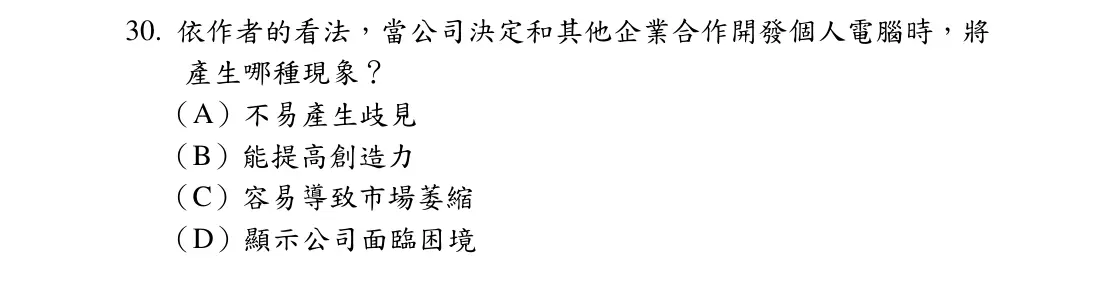 30. 依作者的看法，當公司決定和其他企業合作開發個人電腦時，將
產生哪種現象？
（A）不易產生歧見
（B）能提高創造力
（C）容易導致市場萎縮
（D）顯示公司面臨困境